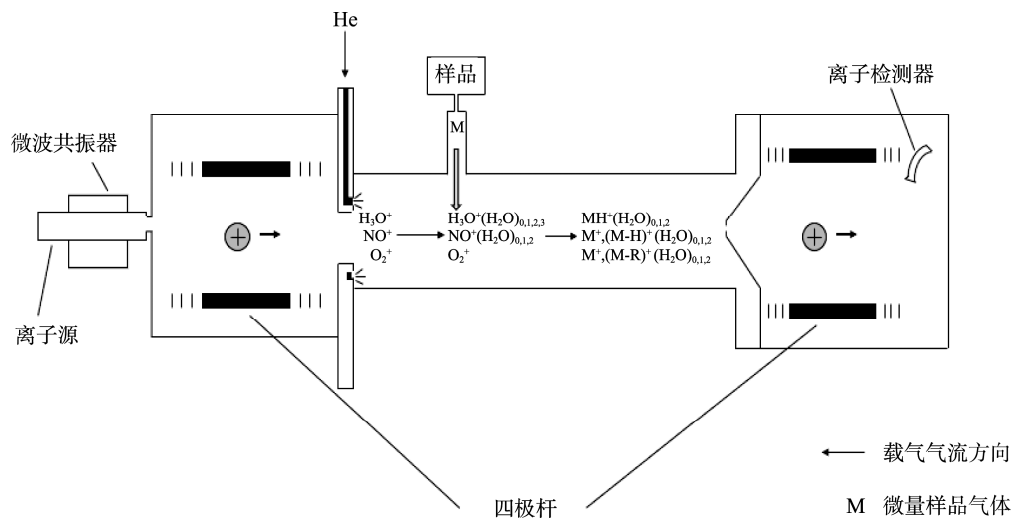 He
样品
离子检测器
微波共振器
M
H₃O⁺
NO⁺
O₂⁺
H₃O⁺(H₂O)₀,₁,₂,₃
NO⁺(H₂O)₀,₁,₂
O₂⁺
MH⁺(H₂O)₀,₁,₂
M⁺,(M-H)⁺(H₂O)₀,₁,₂
M⁺,(M-R)⁺(H₂O)₀,₁,₂
离子源
四极杆
载气气流方向
M 微量样品气体